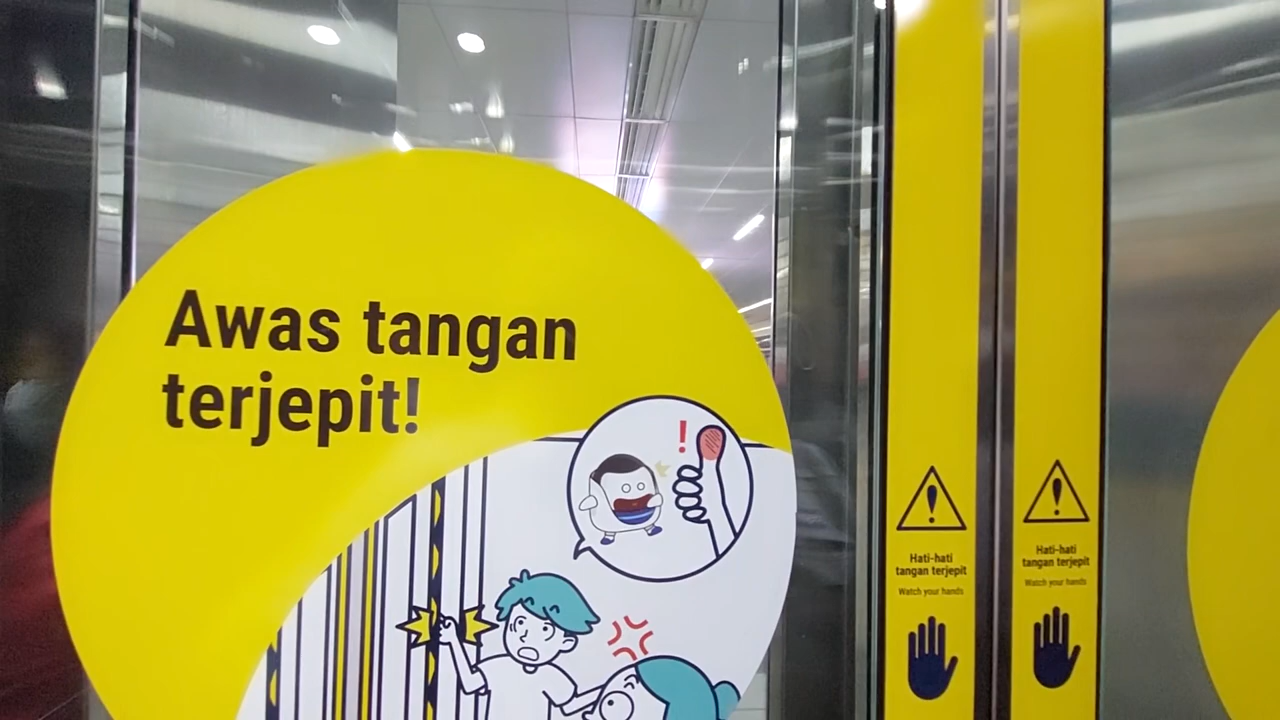 Awas tangan
terjepit!
!
Hati-hati
tangan terjepit
Watch your hands
Hati-hati
tangan terjepit
Watch your hands